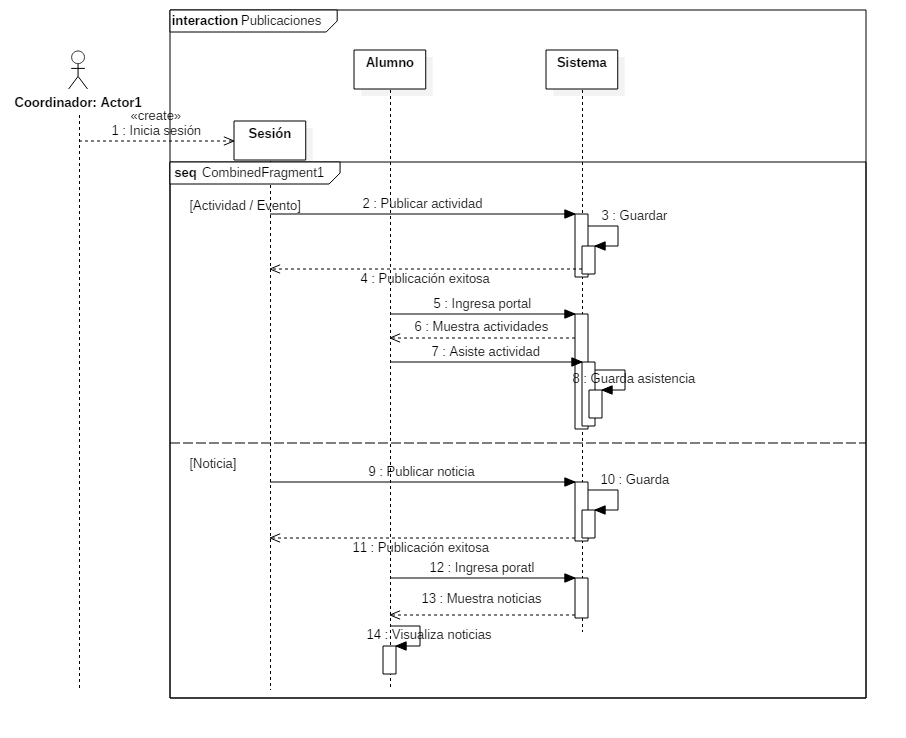 interaction Publicaciones
Alumno
Sistema
Coordinador: Actor1
«create»
1 : Inicia sesión
Sesión
seq CombinedFragment1
[Actividad / Evento]
2 : Publicar actividad
3 : Guardar
4 : Publicación exitosa
5 : Ingresa portal
6 : Muestra actividades
7 : Asiste actividad
8 : Guarda asistencia
[Noticia]
9 : Publicar noticia
10 : Guarda
11 : Publicación exitosa
12 : Ingresa poratl
13 : Muestra noticias
14 : Visualiza noticias